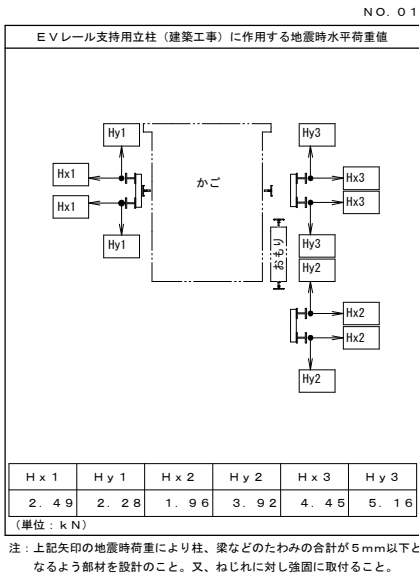 NO. 01
EVレール支持用立柱（建築工事）に作用する地震時水平荷重値
Hy1
Hy3
Hx1
かご
Hx3
Hx1
Hx3
Hy1
おもり
Hy3
Hy2
Hx2
Hx2
Hy2
Hx1 Hy1 Hx2 Hy2 Hx3 Hy3
2.49 2.28 1.96 3.92 4.45 5.16
（単位：kN）
注：上記矢印の地震時荷重により柱、梁などのたわみの合計が５mm以下と
なるよう部材を設計のこと。又、ねじれに対し強固に取付ること。